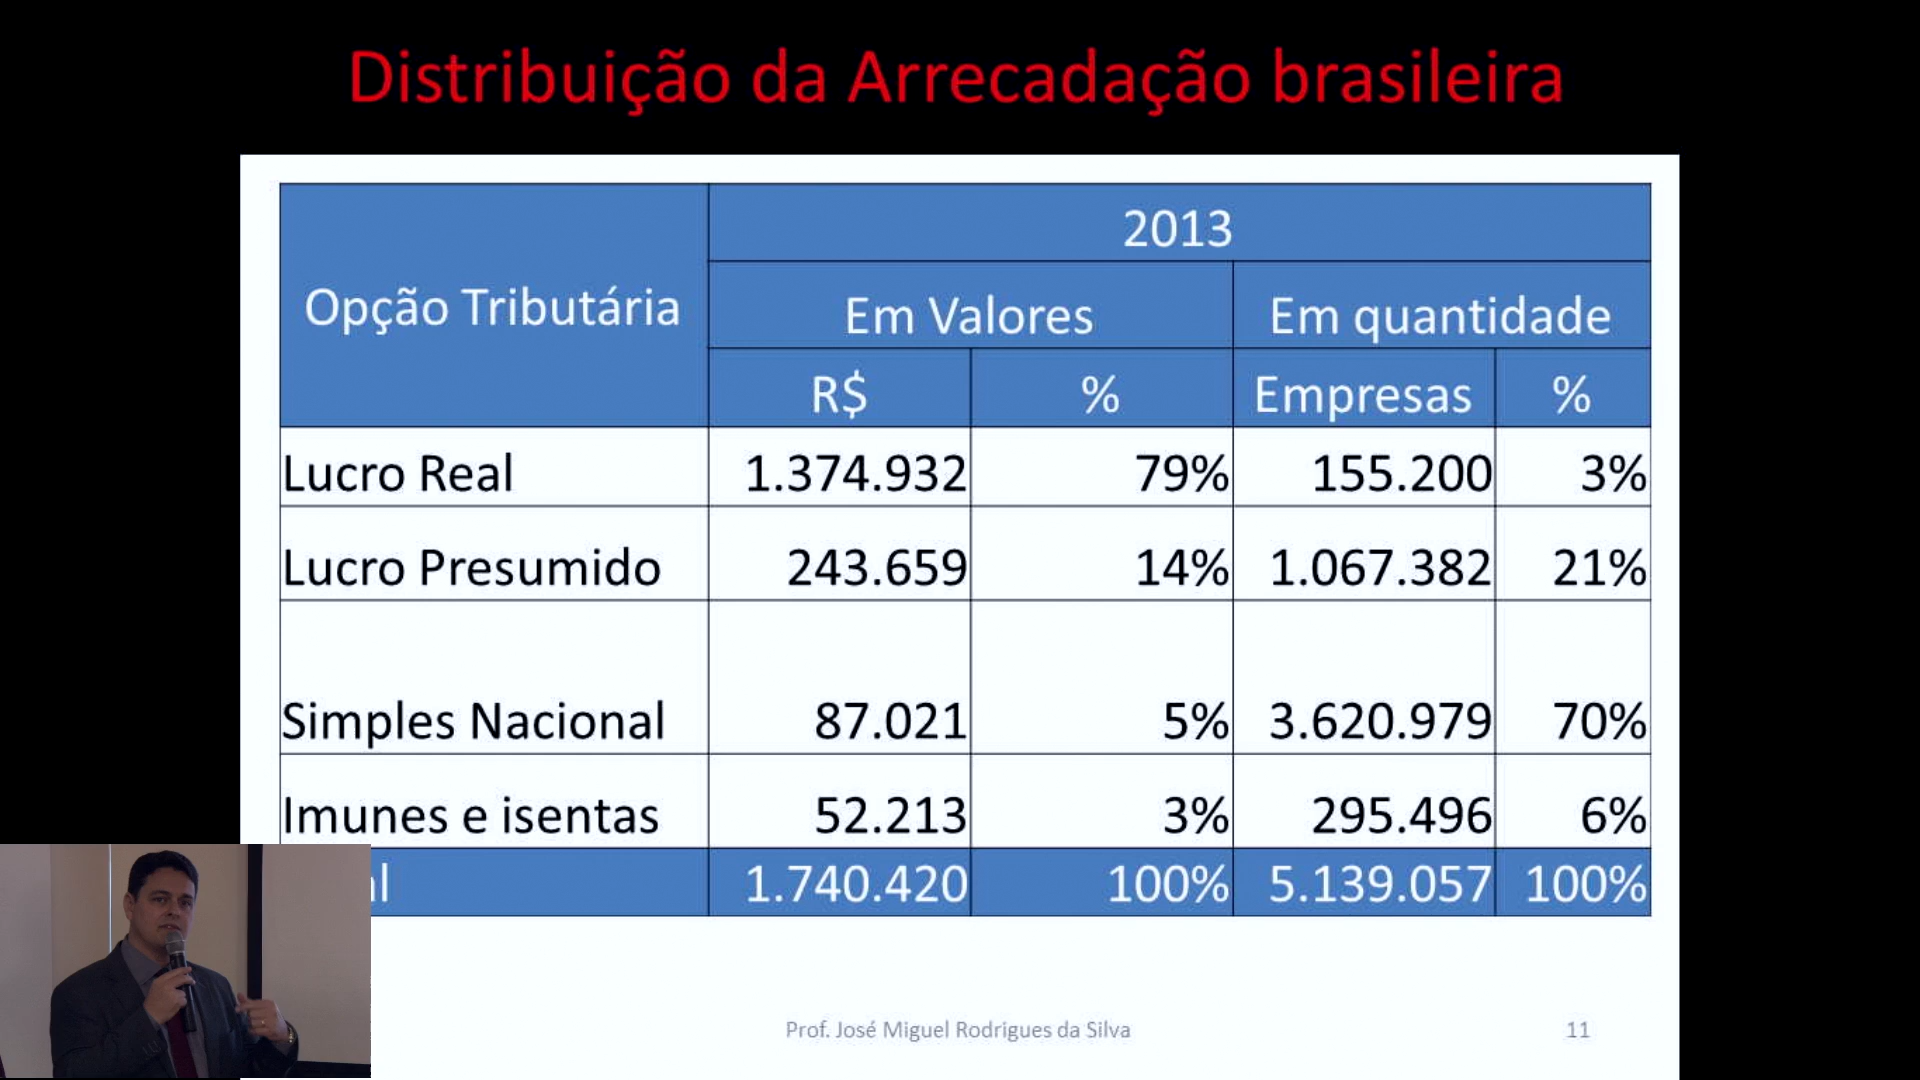 Distribuição da Arrecadação brasileira
Opção Tributária
2013
Em Valores
Em quantidade
R$
%
Empresas
%
Lucro Real 1.374.932 79% 155.200 3%
Lucro Presumido 243.659 14% 1.067.382 21%
Simples Nacional 87.021 5% 3.620.979 70%
Imunes e isentas 52.213 3% 295.496 6%
1.740.420 100% 5.139.057 100%
Prof. José Miguel Rodrigues da Silva
11